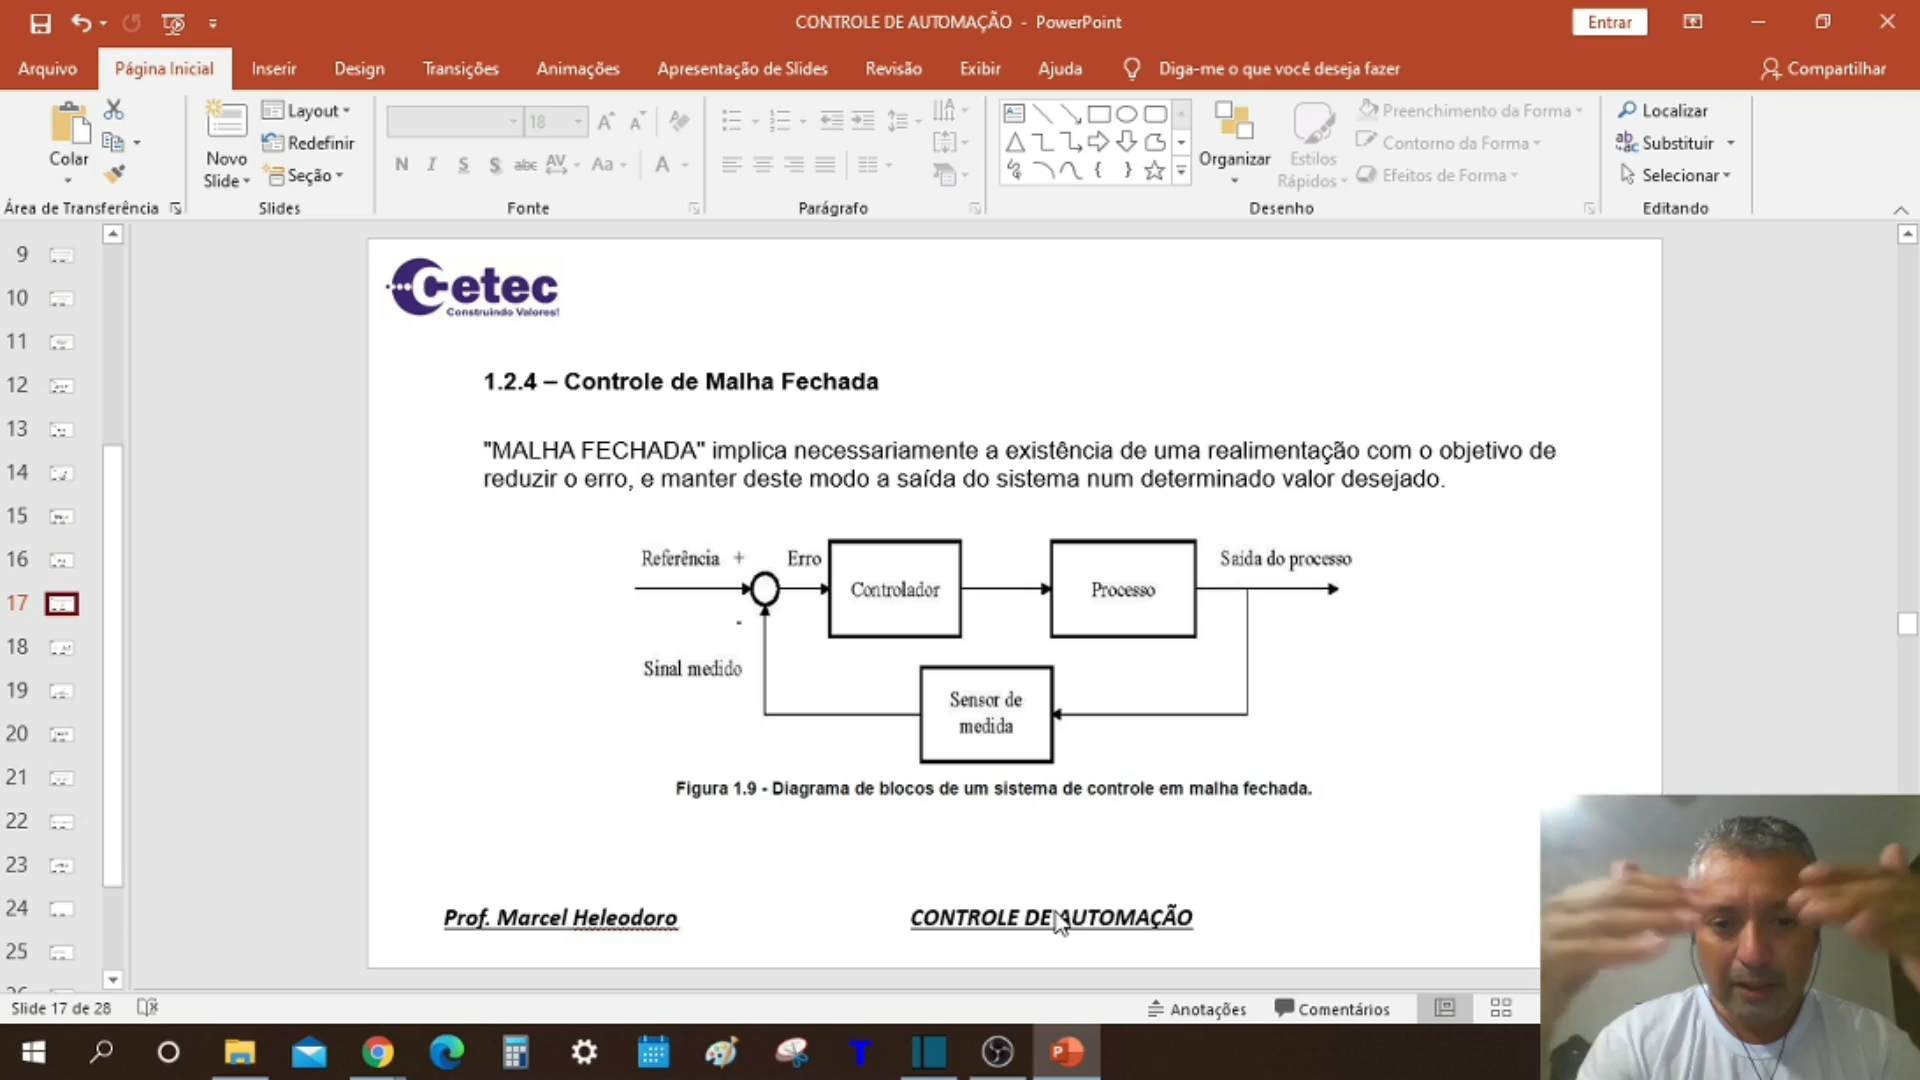 CONTROLE DE AUTOMAÇÃO - PowerPoint
Entrar
Arquivo
Página Inicial
Inserir
Design
Transições
Animações
Apresentação de Slides
Revisão
Exibir
Ajuda
Diga-me o que você deseja fazer
Compartilhar
Colar
Novo
Slide
Layout
Redefinir
Seção
18
N I S S abc AV Aa A
Organizar
Estilos
Rápidos
Preenchimento da Forma
Contorno da Forma
Efeitos de Forma
Localizar
Substituir
Selecionar
Área de Transferência
Slides
Fonte
Parágrafo
Desenho
Editando
9
10
11
12
13
14
15
16
17
18
19
20
21
22
23
24
25
Cetec
Construindo Valores!
1.2.4 – Controle de Malha Fechada
"MALHA FECHADA" implica necessariamente a existência de uma realimentação com o objetivo de
reduzir o erro, e manter deste modo a saída do sistema num determinado valor desejado.
Referência +
Erro
Controlador
Processo
Saída do processo
-
Sinal medido
Sensor de
medida
Figura 1.9 - Diagrama de blocos de um sistema de controle em malha fechada.
Prof. Marcel Heleodoro
CONTROLE DE AUTOMAÇÃO
Slide 17 de 28
Anotações
Comentários